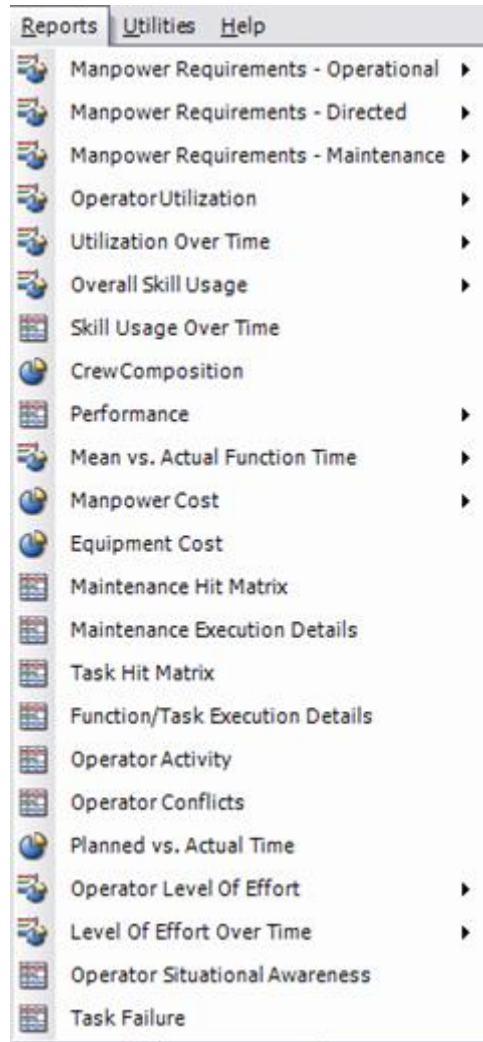 Reports Utilities Help
Manpower Requirements - Operational
Manpower Requirements - Directed
Manpower Requirements - Maintenance
OperatorUtilization
Utilization Over Time
Overall Skill Usage
Skill Usage Over Time
CrewComposition
Performance
Mean vs. Actual Function Time
Manpower Cost
Equipment Cost
Maintenance Hit Matrix
Maintenance Execution Details
Task Hit Matrix
Function/Task Execution Details
Operator Activity
Operator Conflicts
Planned vs. Actual Time
Operator Level Of Effort
Level Of Effort Over Time
Operator Situational Awareness
Task Failure